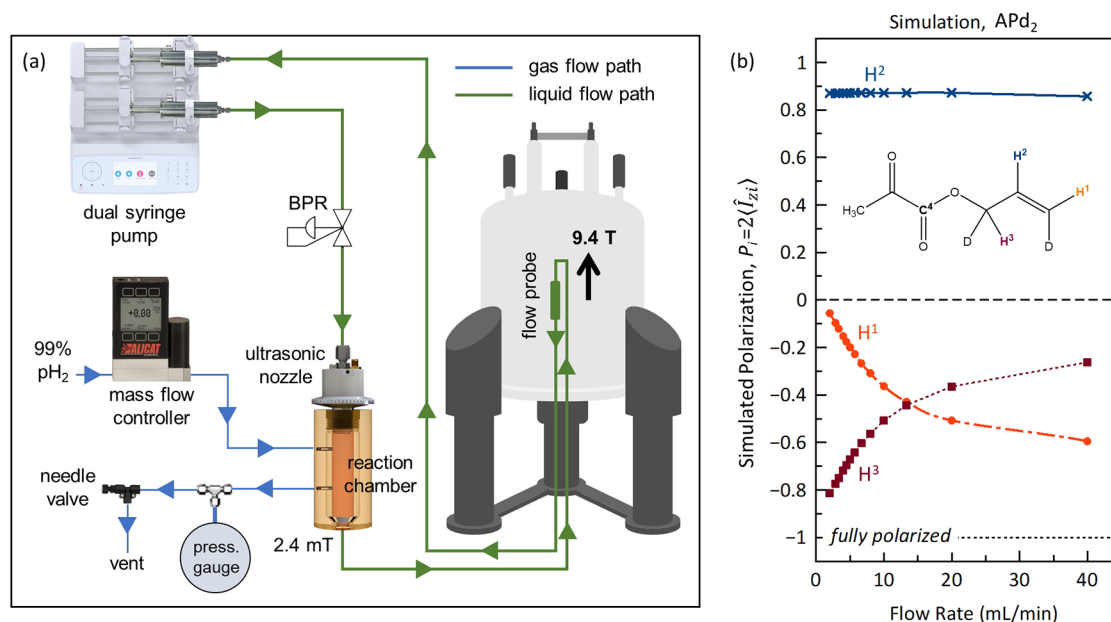 (a)
gas flow path
liquid flow path
dual syringe
pump
BPR
9.4 T
flow probe
+0.00
ALICAT
99%
pH₂
mass flow
controller
ultrasonic
nozzle
reaction
chamber
needle
valve
vent
press.
gauge
2.4 mT
Simulation, APd₂
(b)
Simulated Polarization, Pᵢ=2⟨Îzi⟩
1
0.8
0.6
0.4
0.2
0
−0.2
−0.4
−0.6
−0.8
−1
H²
H¹
H³
O
H₃C
C⁴
O
O
H²
H¹
D
H³
D
fully polarized
0 10 20 30 40
Flow Rate (mL/min)